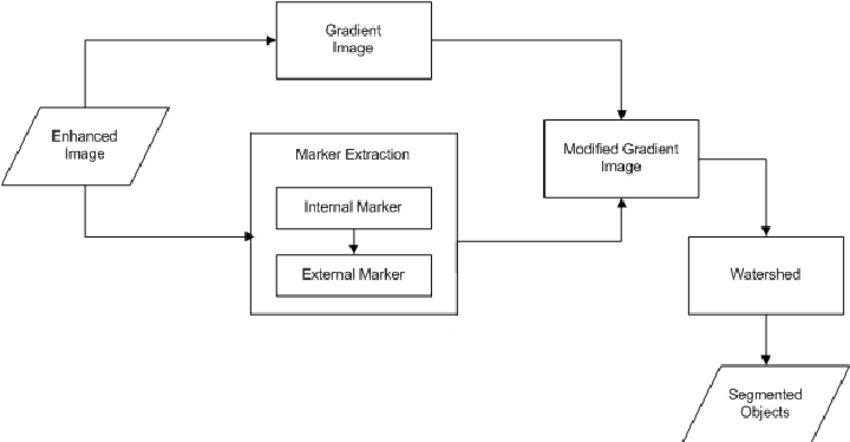 Gradient
Image
Enhanced
Image
Marker Extraction
Internal Marker
External Marker
Modified Gradient
Image
Watershed
Segmented
Objects